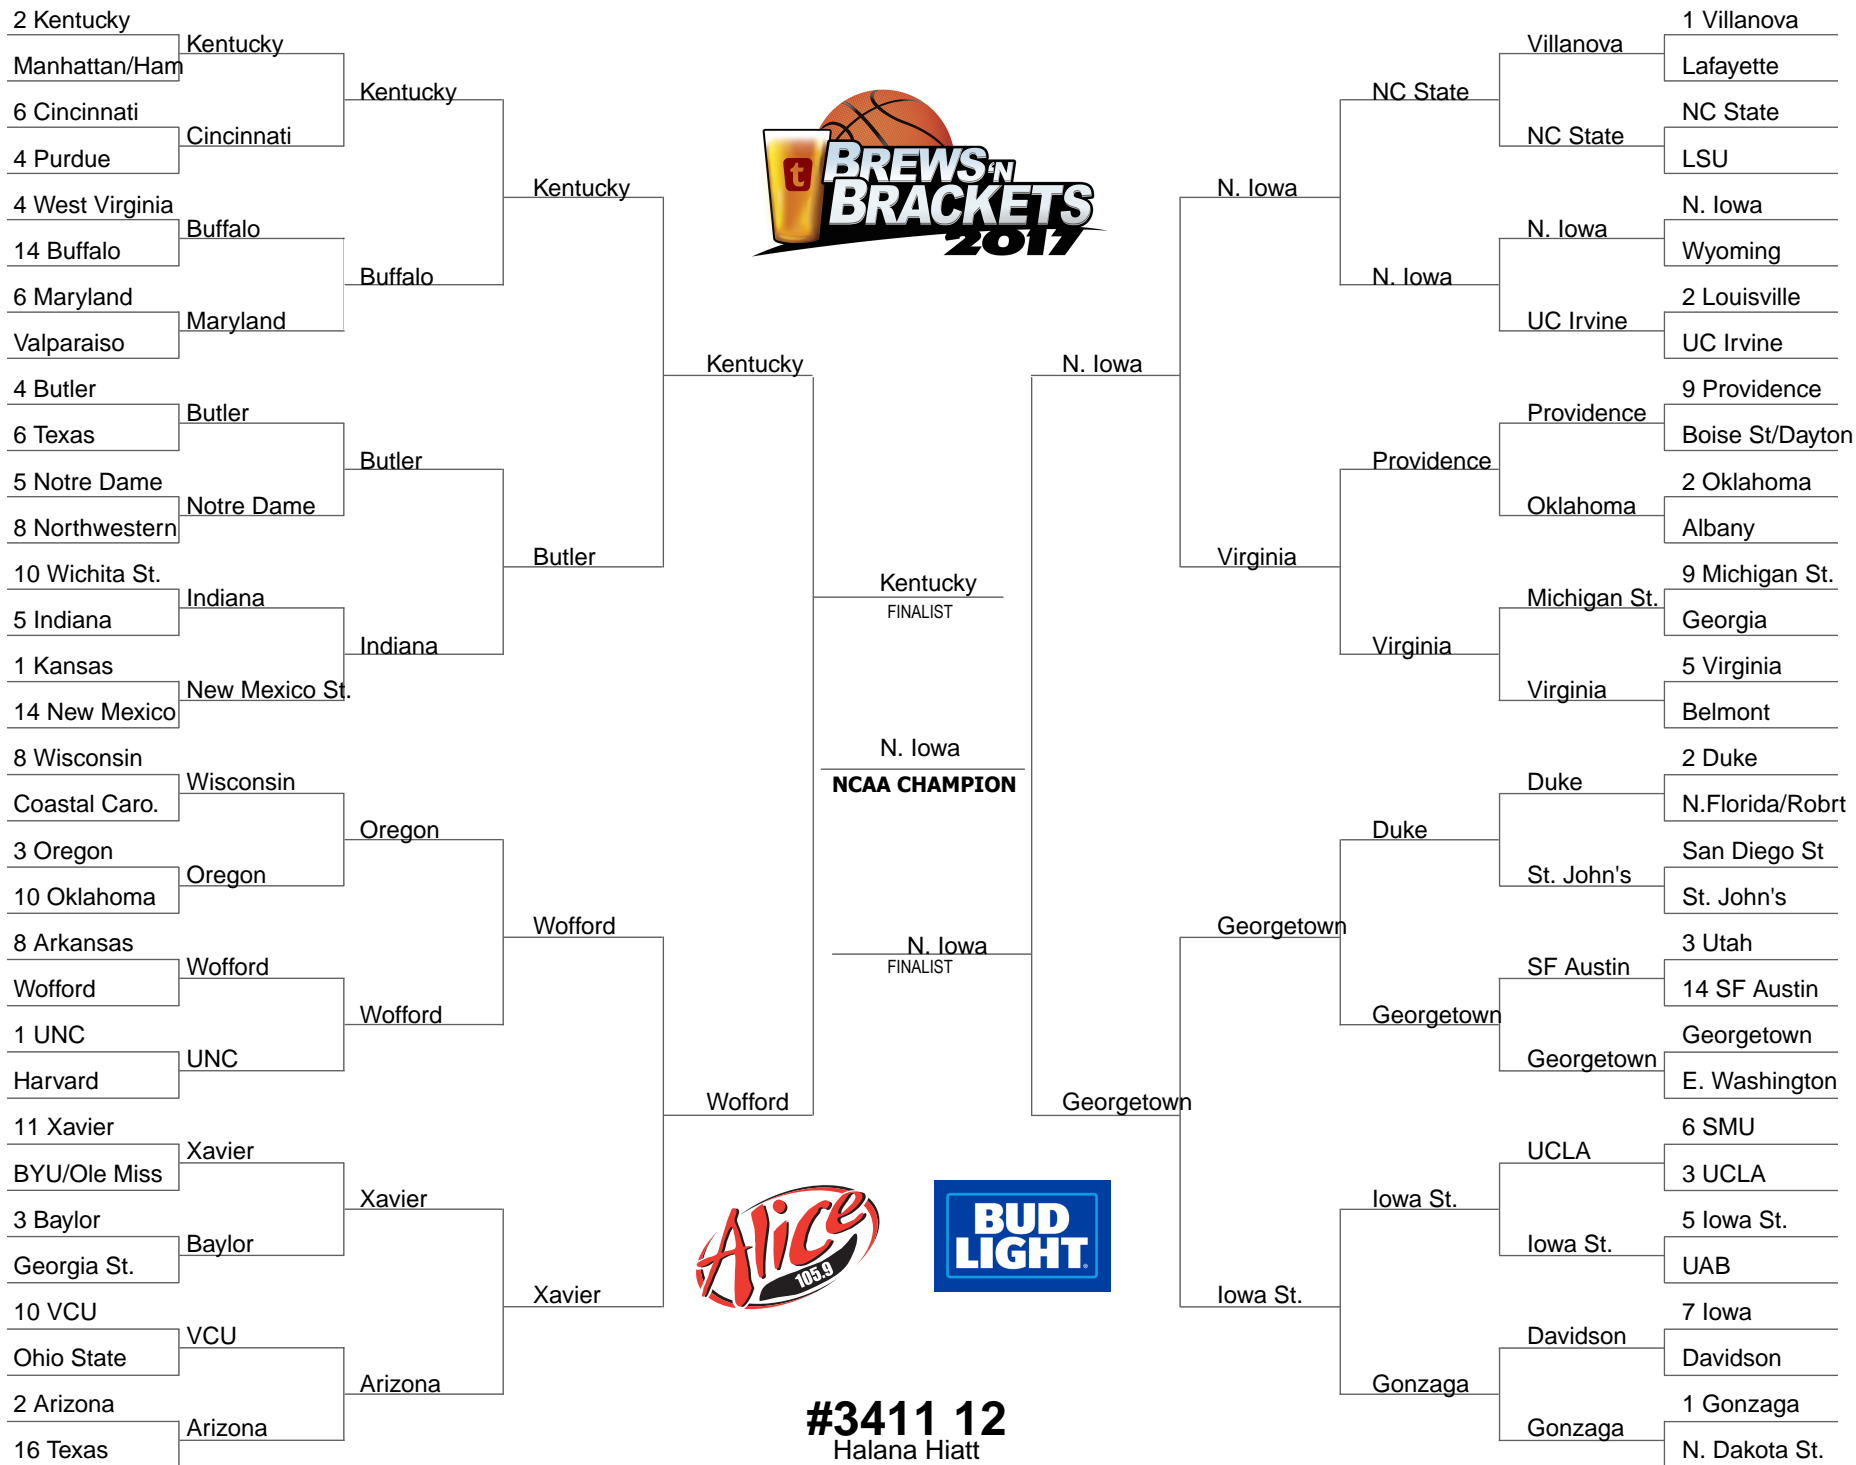 2 Kentucky
Manhattan/Ham
6 Cincinnati
4 Purdue
4 West Virginia
14 Buffalo
6 Maryland
Valparaiso
4 Butler
6 Texas
5 Notre Dame
8 Northwestern
10 Wichita St.
5 Indiana
1 Kansas
14 New Mexico
8 Wisconsin
Coastal Caro.
3 Oregon
10 Oklahoma
8 Arkansas
Wofford
1 UNC
Harvard
11 Xavier
BYU/Ole Miss
3 Baylor
Georgia St.
10 VCU
Ohio State
2 Arizona
16 Texas
Kentucky
Cincinnati
Buffalo
Maryland
Butler
Notre Dame
Indiana
New Mexico St.
Wisconsin
Oregon
Wofford
UNC
Xavier
Baylor
VCU
Arizona
Kentucky
Buffalo
Butler
Indiana
Oregon
Wofford
Xavier
Arizona
Kentucky
Butler
Wofford
Xavier
Kentucky
Wofford
t
BREWS 'N
BRACKETS
2017
Kentucky
FINALIST
N. Iowa
NCAA CHAMPION
N. Iowa
FINALIST
Alice
105.9
BUD
LIGHT
#3411 12
Halana Hiatt
N. Iowa
Georgetown
N. Iowa
Virginia
Georgetown
Iowa St.
NC State
N. Iowa
Providence
Virginia
Duke
Georgetown
Iowa St.
Gonzaga
Villanova
NC State
N. Iowa
UC Irvine
Providence
Oklahoma
Michigan St.
Virginia
Duke
St. John's
SF Austin
Georgetown
UCLA
Iowa St.
Davidson
Gonzaga
1 Villanova
Lafayette
NC State
LSU
N. Iowa
Wyoming
2 Louisville
UC Irvine
9 Providence
Boise St/Dayton
2 Oklahoma
Albany
9 Michigan St.
Georgia
5 Virginia
Belmont
2 Duke
N.Florida/Robrt
San Diego St
St. John's
3 Utah
14 SF Austin
Georgetown
E. Washington
6 SMU
3 UCLA
5 Iowa St.
UAB
7 Iowa
Davidson
1 Gonzaga
N. Dakota St.